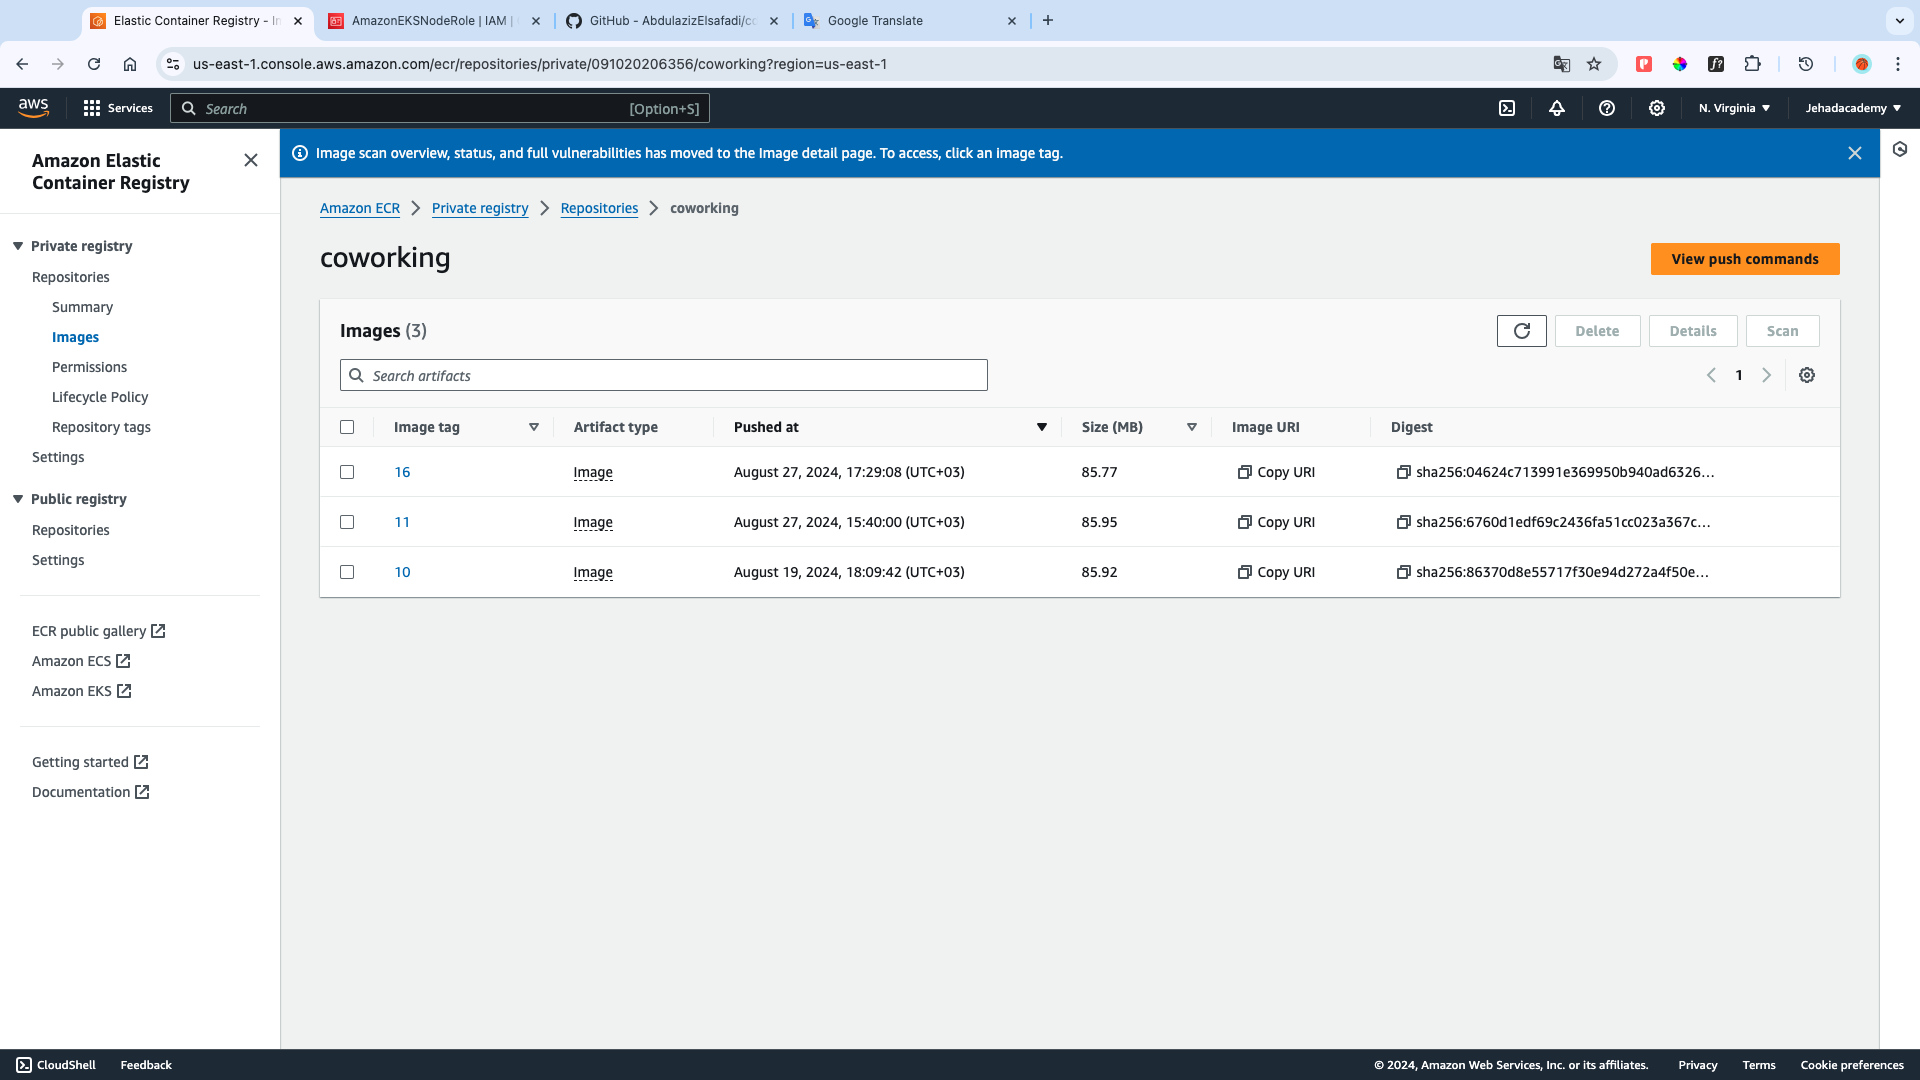 Elastic Container Registry - In
AmazonEKSNodeRole | IAM |
GitHub - AbdulazizElsafadi/co
Google Translate
us-east-1.console.aws.amazon.com/ecr/repositories/private/091020206356/coworking?region=us-east-1
aws
Services
Search
[Option+S]
N. Virginia
Jehadacademy
Amazon Elastic
Container Registry
Private registry
Repositories
Summary
Images
Permissions
Lifecycle Policy
Repository tags
Settings
Public registry
Repositories
Settings
ECR public gallery
Amazon ECS
Amazon EKS
Getting started
Documentation
Image scan overview, status, and full vulnerabilities has moved to the Image detail page. To access, click an image tag.
Amazon ECR > Private registry > Repositories > coworking
coworking
View push commands
Images (3)
Delete
Details
Scan
Search artifacts
1
Image tag Artifact type Pushed at Size (MB) Image URI Digest
16 Image August 27, 2024, 17:29:08 (UTC+03) 85.77 Copy URI sha256:04624c713991e369950b940ad6326...
11 Image August 27, 2024, 15:40:00 (UTC+03) 85.95 Copy URI sha256:6760d1edf69c2436fa51cc023a367c...
10 Image August 19, 2024, 18:09:42 (UTC+03) 85.92 Copy URI sha256:86370d8e55717f30e94d272a4f50e...
CloudShell
Feedback
© 2024, Amazon Web Services, Inc. or its affiliates.
Privacy
Terms
Cookie preferences